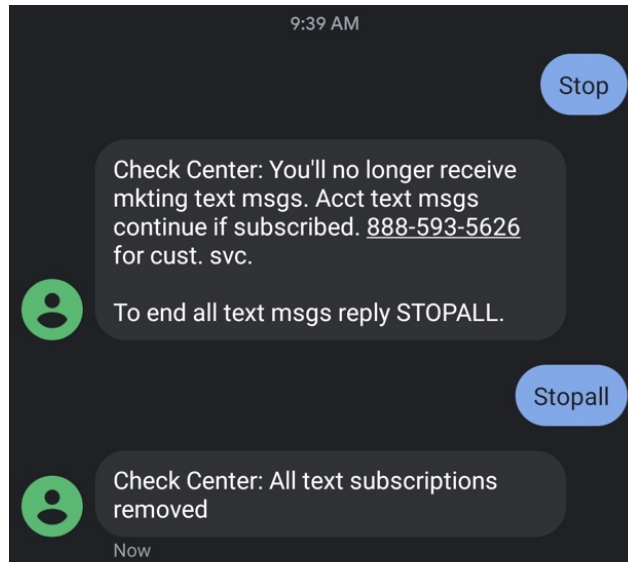 9:39 AM
Stop
Check Center: You'll no longer receive
mkting text msgs. Acct text msgs
continue if subscribed. 888-593-5626
for cust. svc.
To end all text msgs reply STOPALL.
Stopall
Check Center: All text subscriptions
removed
Now